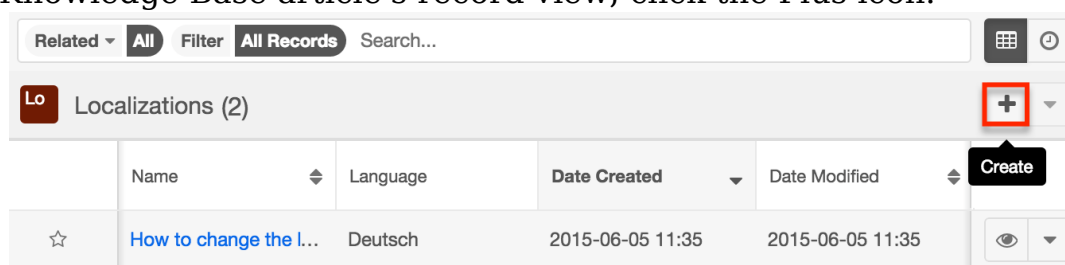 Knowledge Base article's record view, click the Plus icon.
Related All Filter All Records Search...
Lo Localizations (2)
Create
Name Language Date Created Date Modified
How to change the l... Deutsch 2015-06-05 11:35 2015-06-05 11:35